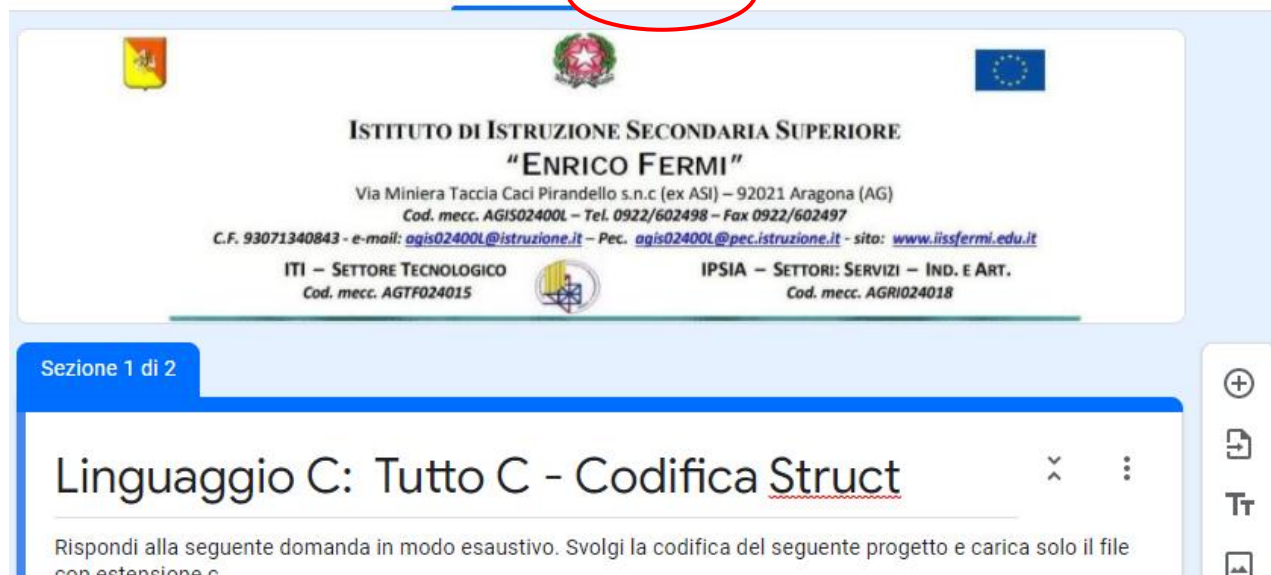 ISTITUTO DI ISTRUZIONE SECONDARIA SUPERIORE
"ENRICO FERMI"
Via Miniera Taccia Caci Pirandello s.n.c (ex ASI) – 92021 Aragona (AG)
Cod. mecc. AGIS02400L – Tel. 0922/602498 – Fax 0922/602497
C.F. 93071340843 - e-mail: agis02400L@istruzione.it – Pec. agis02400L@pec.istruzione.it - sito: www.iissfermi.edu.it
ITI – SETTORE TECNOLOGICO IPSIA – SETTORI: SERVIZI – IND. E ART.
Cod. mecc. AGTF024015 Cod. mecc. AGRI024018
Sezione 1 di 2
Linguaggio C: Tutto C - Codifica Struct
Rispondi alla seguente domanda in modo esaustivo. Svolgi la codifica del seguente progetto e carica solo il file
con estensione c